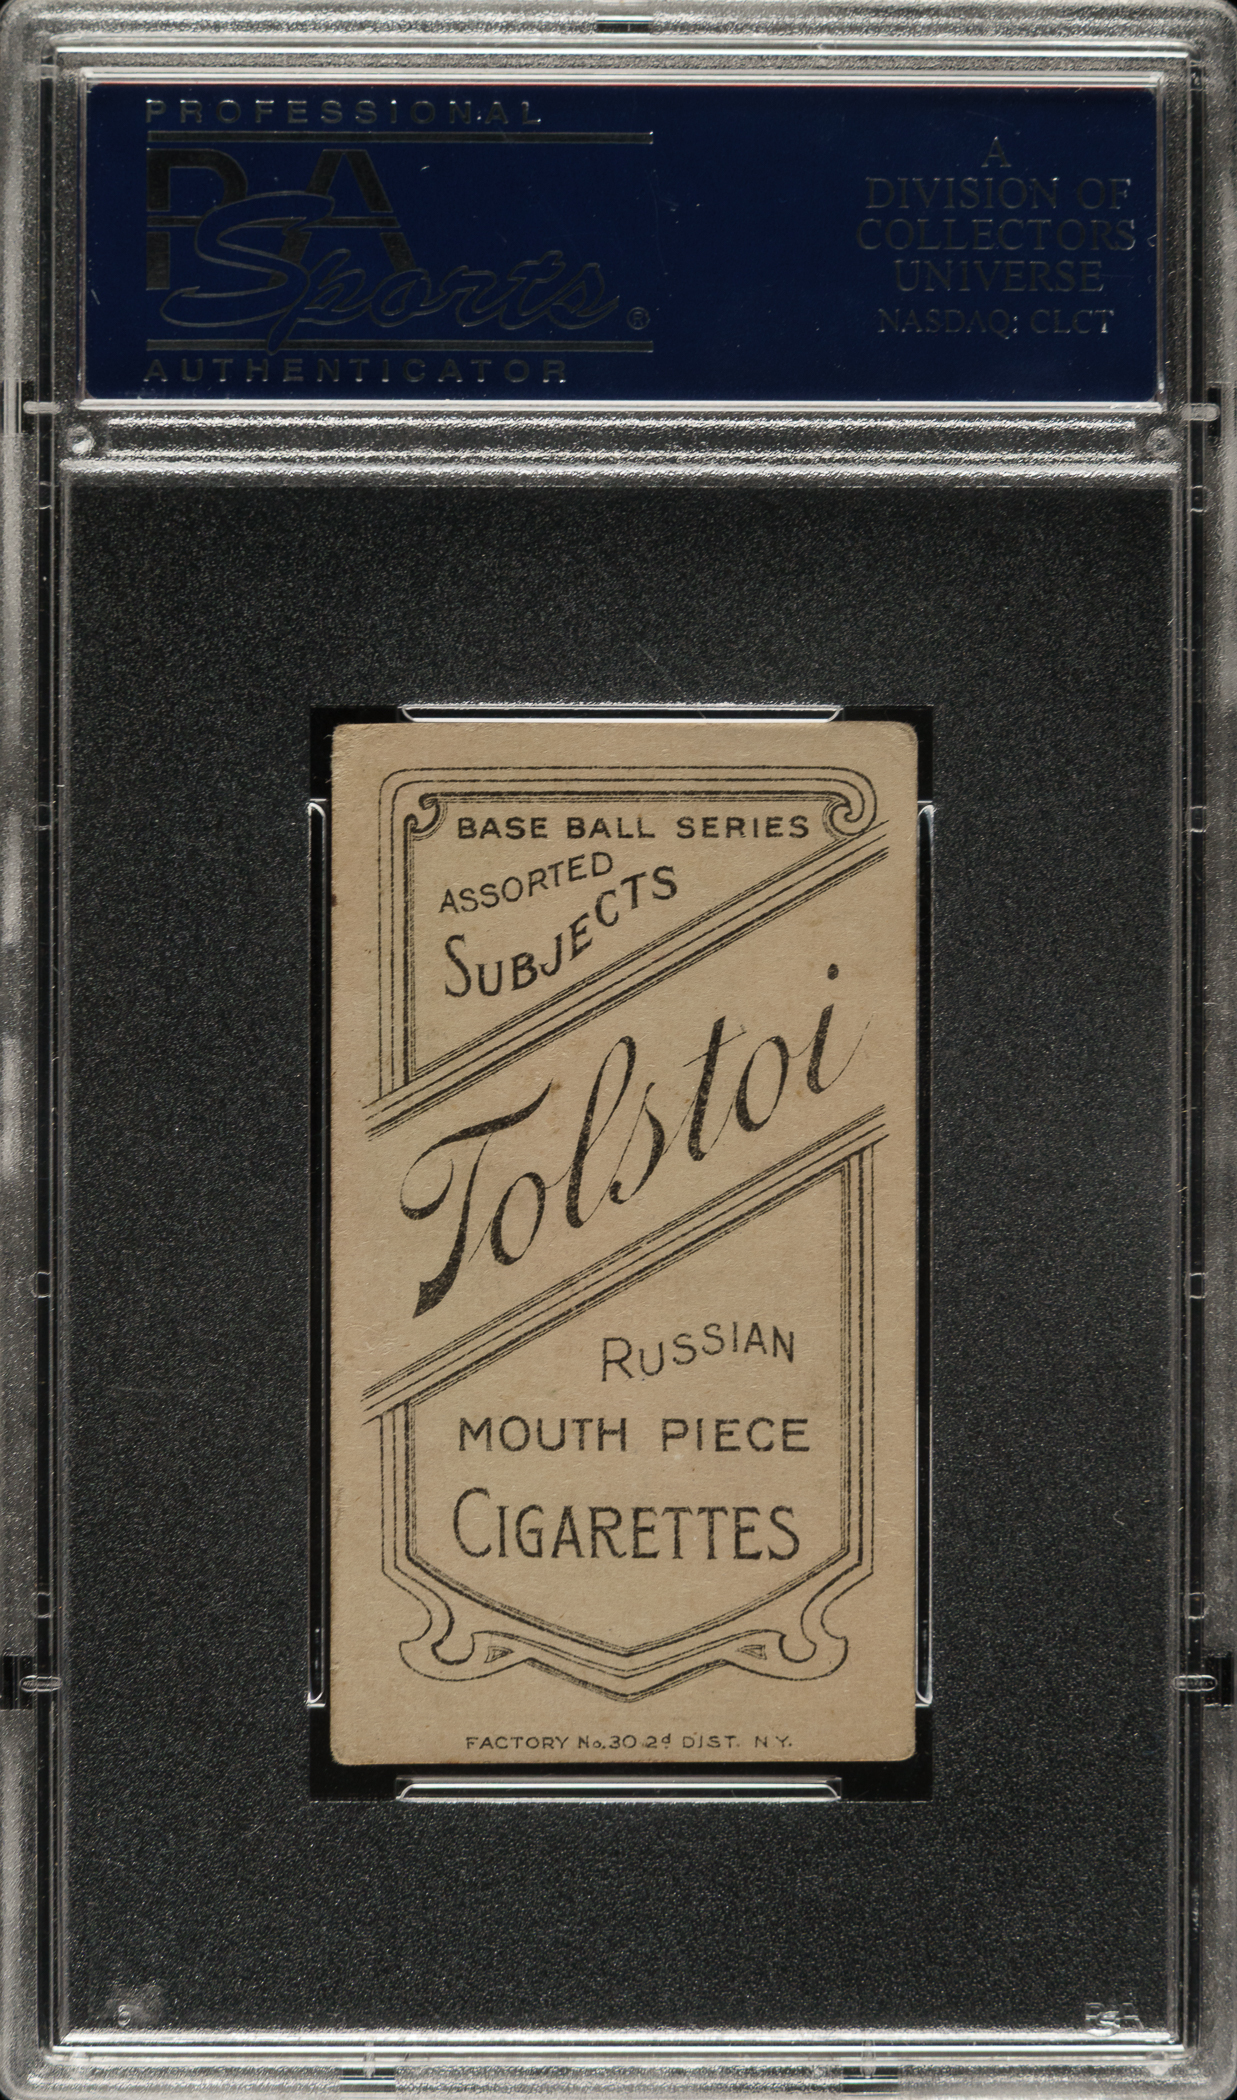 PROFESSIONAL
PSA
Sports®
AUTHENTICATOR
A
DIVISION OF
COLLECTORS
UNIVERSE
NASDAQ: CLCT
BASE BALL SERIES
ASSORTED
SUBJECTS
Tolstoi
RUSSIAN
MOUTH PIECE
CIGARETTES
FACTORY No. 30 2d DIST. N.Y.
PSA